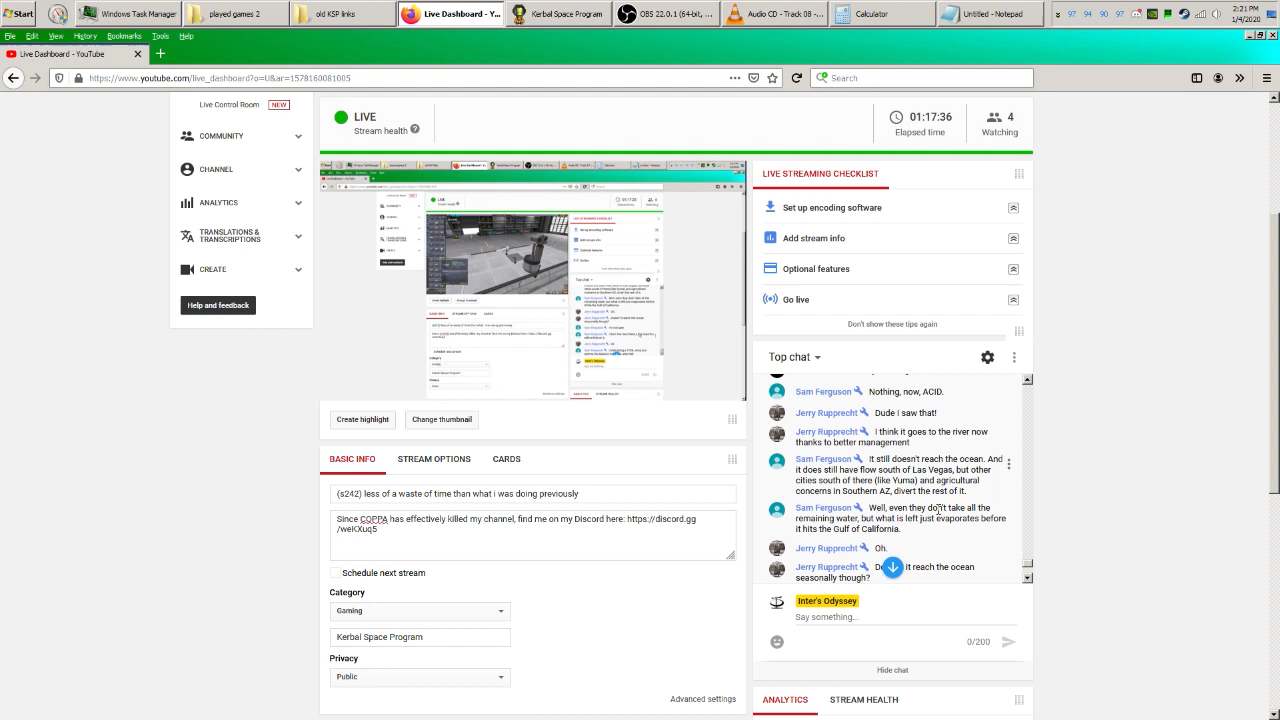 Start
Windows Task Manager
played games 2
old KSP links
Live Dashboard - Y...
Kerbal Space Program
OBS 22.0.1 (64-bit, ...
Audio CD - Track 08 -...
Calculator
Untitled - Notepad
97 94 97 97
2:21 PM
1/4/2020
File Edit View History Bookmarks Tools Help
Live Dashboard - YouTube
https://www.youtube.com/live_dashboard?o=U&ar=1578160081005
Search
Live Control Room NEW
COMMUNITY
CHANNEL
ANALYTICS
TRANSLATIONS &
TRANSCRIPTIONS
CREATE
Help and feedback
LIVE
Stream health
01:17:36
Elapsed time
4
Watching
Create highlight
Change thumbnail
BASIC INFO
STREAM OPTIONS
CARDS
(s242) less of a waste of time than what i was doing previously
Since COPPA has effectively killed my channel, find me on my Discord here: https://discord.gg
/weKXuq5
Schedule next stream
Category
Gaming
Kerbal Space Program
Privacy
Public
Advanced settings
LIVE STREAMING CHECKLIST
Set up encoding software
Add stream info
Optional features
Go live
Don't show these tips again
Top chat
Sam Ferguson Nothing, now, ACID.
Jerry Rupprecht Dude I saw that!
Jerry Rupprecht I think it goes to the river now
thanks to better management
Sam Ferguson It still doesn't reach the ocean. And
it does still have flow south of Las Vegas, but other
cities south of there (like Yuma) and agricultural
concerns in Southern AZ, divert the rest of it.
Sam Ferguson Well, even they don't take all the
remaining water, but what is left just evaporates before
it hits the Gulf of California.
Jerry Rupprecht Oh.
Jerry Rupprecht it reach the ocean
seasonally though?
Inter's Odyssey
Say something...
0/200
Hide chat
ANALYTICS
STREAM HEALTH